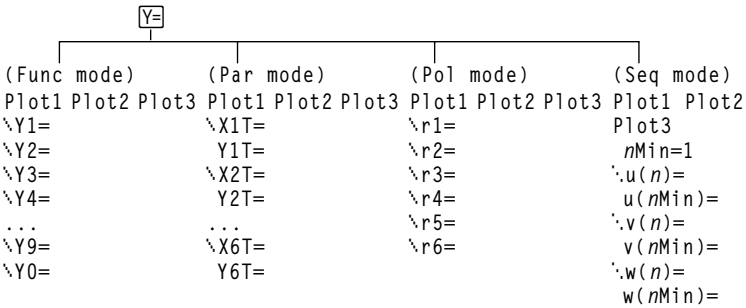 Y=
(Func mode) (Par mode) (Pol mode) (Seq mode)
Plot1 Plot2 Plot3 Plot1 Plot2 Plot3 Plot1 Plot2 Plot3 Plot1 Plot2
\Y1= \X1T= \r1= Plot3
\Y2= Y1T= \r2= nMin=1
\Y3= \X2T= \r3= ⋱u(n)=
\Y4= Y2T= \r4= u(nMin)=
... ... \r5= ⋱v(n)=
\Y9= \X6T= \r6= v(nMin)=
\Y0= Y6T= ⋱w(n)=
w(nMin)=